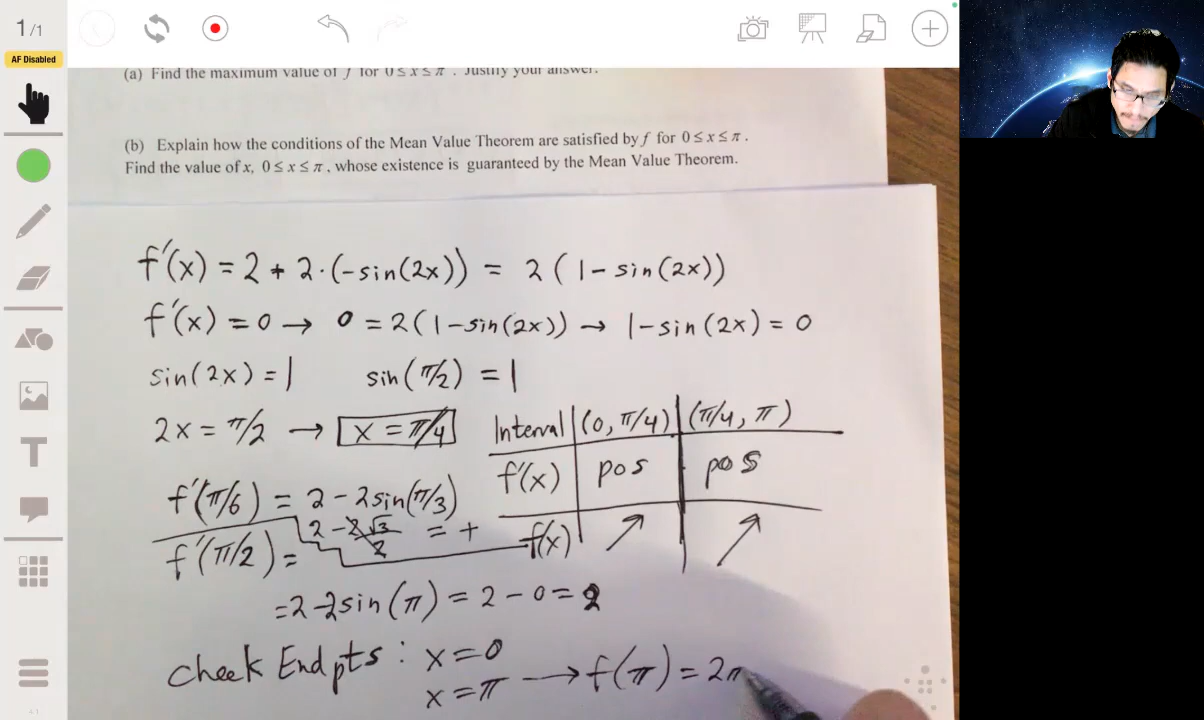 1/1
AF Disabled
(a) Find the maximum value of f for 0 ≤ x ≤ π. Justify your answer.
(b) Explain how the conditions of the Mean Value Theorem are satisfied by f for 0 ≤ x ≤ π.
Find the value of x, 0 ≤ x ≤ π, whose existence is guaranteed by the Mean Value Theorem.
f'(x) = 2 + 2·(-sin(2x)) = 2(1-sin(2x))
f'(x) = 0 → 0 = 2(1-sin(2x)) → 1-sin(2x) = 0
sin(2x) = 1 sin(π/2) = 1
2x = π/2 → x = π/4
Interval (0, π/4) (π/4, π)
f'(x) pos pos
f(x) ↗ ↗
f'(π/6) = 2 - 2sin(π/3)
2 - 2√3/2 = +
f'(π/2) =
=2-2sin(π) = 2-0 = 2
Check End pts: x=0
x=π → f(π) = 2π
T